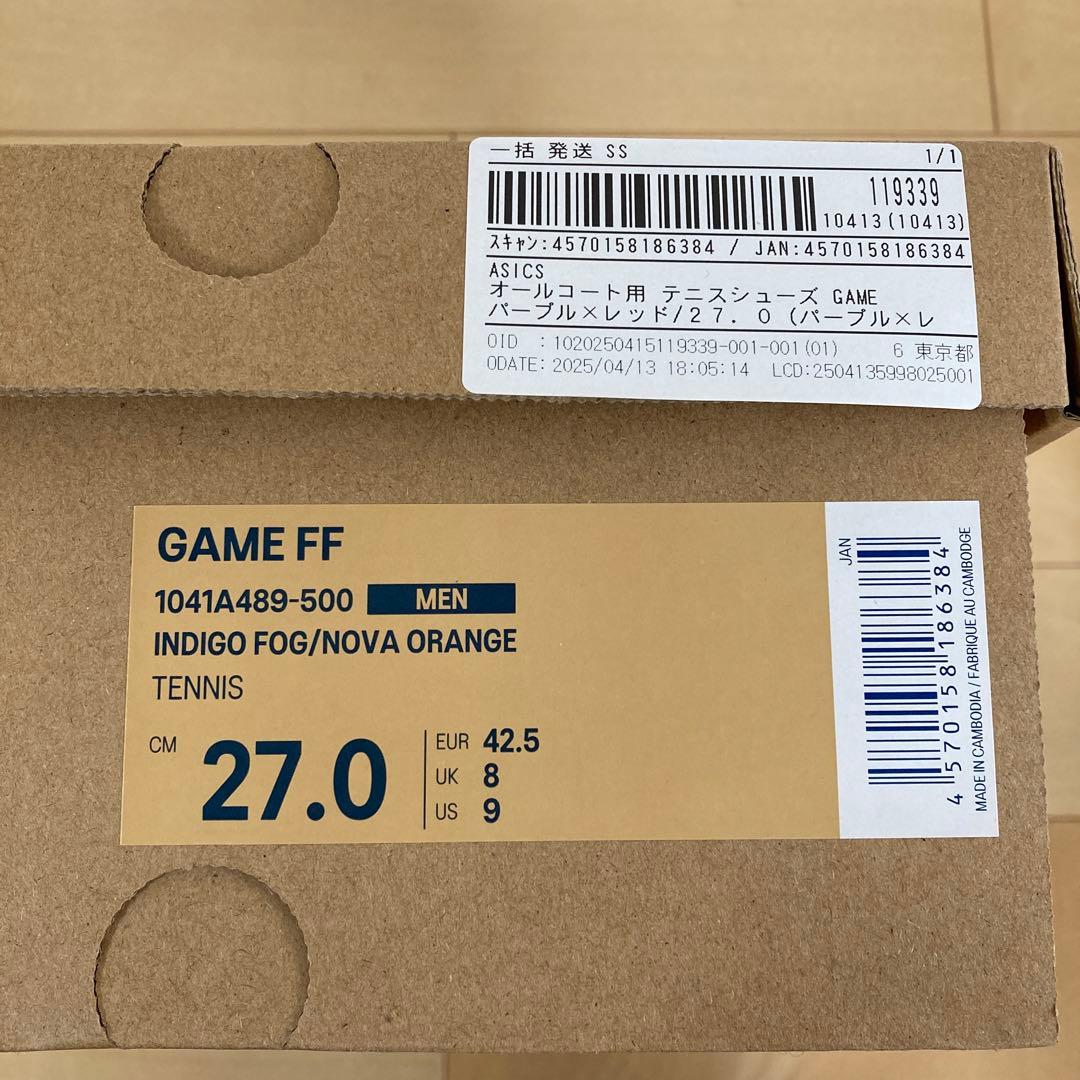 一括 発送 SS 1/1
119339
10413(10413)
ｽｷｬﾝ:4570158186384 / JAN:4570158186384
ASICS
オールコート用 テニスシューズ GAME
パープル×レッド/２７．０ (パープル×レ
OID :1020250415119339-001-001(01) 6 東京都
ODATE:2025/04/13 18:05:14 LCD:2504135998025001
GAME FF
1041A489-500 MEN
INDIGO FOG/NOVA ORANGE
TENNIS
CM 27.0
EUR 42.5
UK 8
US 9
JAN
4 570158 186384
MADE IN CAMBODIA / FABRIQUE AU CAMBODGE